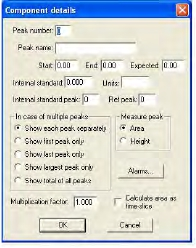 Component details
Peak number: 0
Peak name:
Start: 0.00 End: 0.00 Expected: 0.00
Internal standard: 0.000 Units:
Internal standard peak: 0 Ref peak: 0
In case of multiple peaks
Show each peak separately
Show first peak only
Show last peak only
Show largest peak only
Show total of all peaks
Measure peak
Area
Height
Alarms...
Multiplication factor: 1.000
Calculate area as
time-slice
OK Cancel